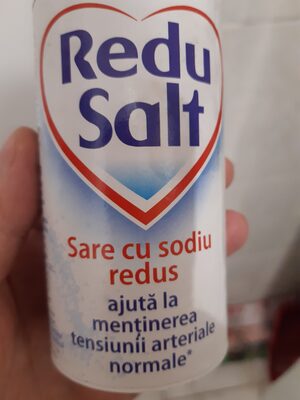 Redu
Salt
Sare cu sodiu
redus
ajută la
menținerea
tensiunii arteriale
normale*